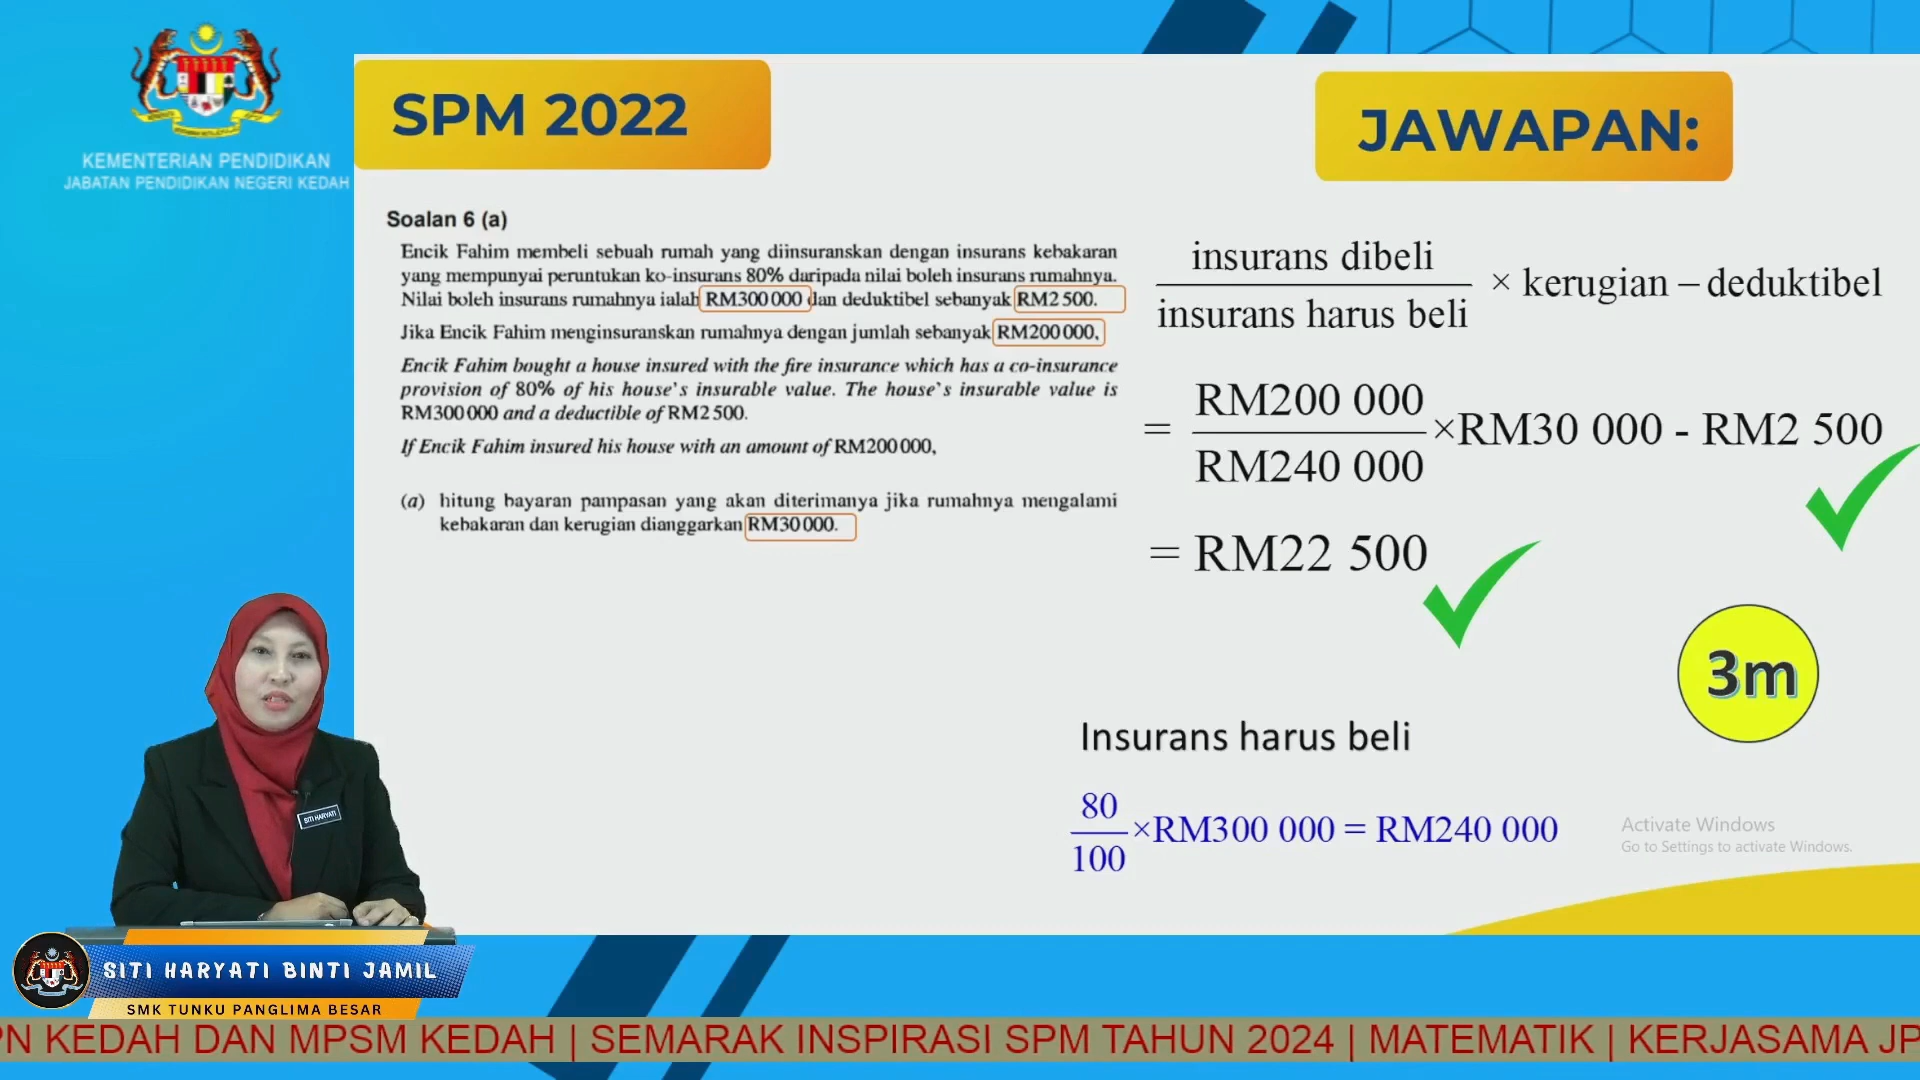 KEMENTERIAN PENDIDIKAN
JABATAN PENDIDIKAN NEGERI KEDAH
SPM 2022
JAWAPAN:
Soalan 6 (a)
Encik Fahim membeli sebuah rumah yang diinsuranskan dengan insurans kebakaran
yang mempunyai peruntukan ko-insurans 80% daripada nilai boleh insurans rumahnya.
Nilai boleh insurans rumahnya ialah RM300 000 dan deduktibel sebanyak RM2 500.
Jika Encik Fahim menginsuranskan rumahnya dengan jumlah sebanyak RM200 000,
Encik Fahim bought a house insured with the fire insurance which has a co-insurance
provision of 80% of his house's insurable value. The house's insurable value is
RM300 000 and a deductible of RM2 500.
If Encik Fahim insured his house with an amount of RM200 000,
(a) hitung bayaran pampasan yang akan diterimanya jika rumahnya mengalami
kebakaran dan kerugian dianggarkan RM30 000.
insurans dibeli
insurans harus beli
× kerugian – deduktibel
= RM200 000
RM240 000
×RM30 000 - RM2 500
= RM22 500
3m
Insurans harus beli
80
100
×RM300 000 = RM240 000
Activate Windows
Go to Settings to activate Windows.
SITI HARYATI
SITI HARYATI BINTI JAMIL
SMK TUNKU PANGLIMA BESAR
PN KEDAH DAN MPSM KEDAH | SEMARAK INSPIRASI SPM TAHUN 2024 | MATEMATIK | KERJASAMA JP